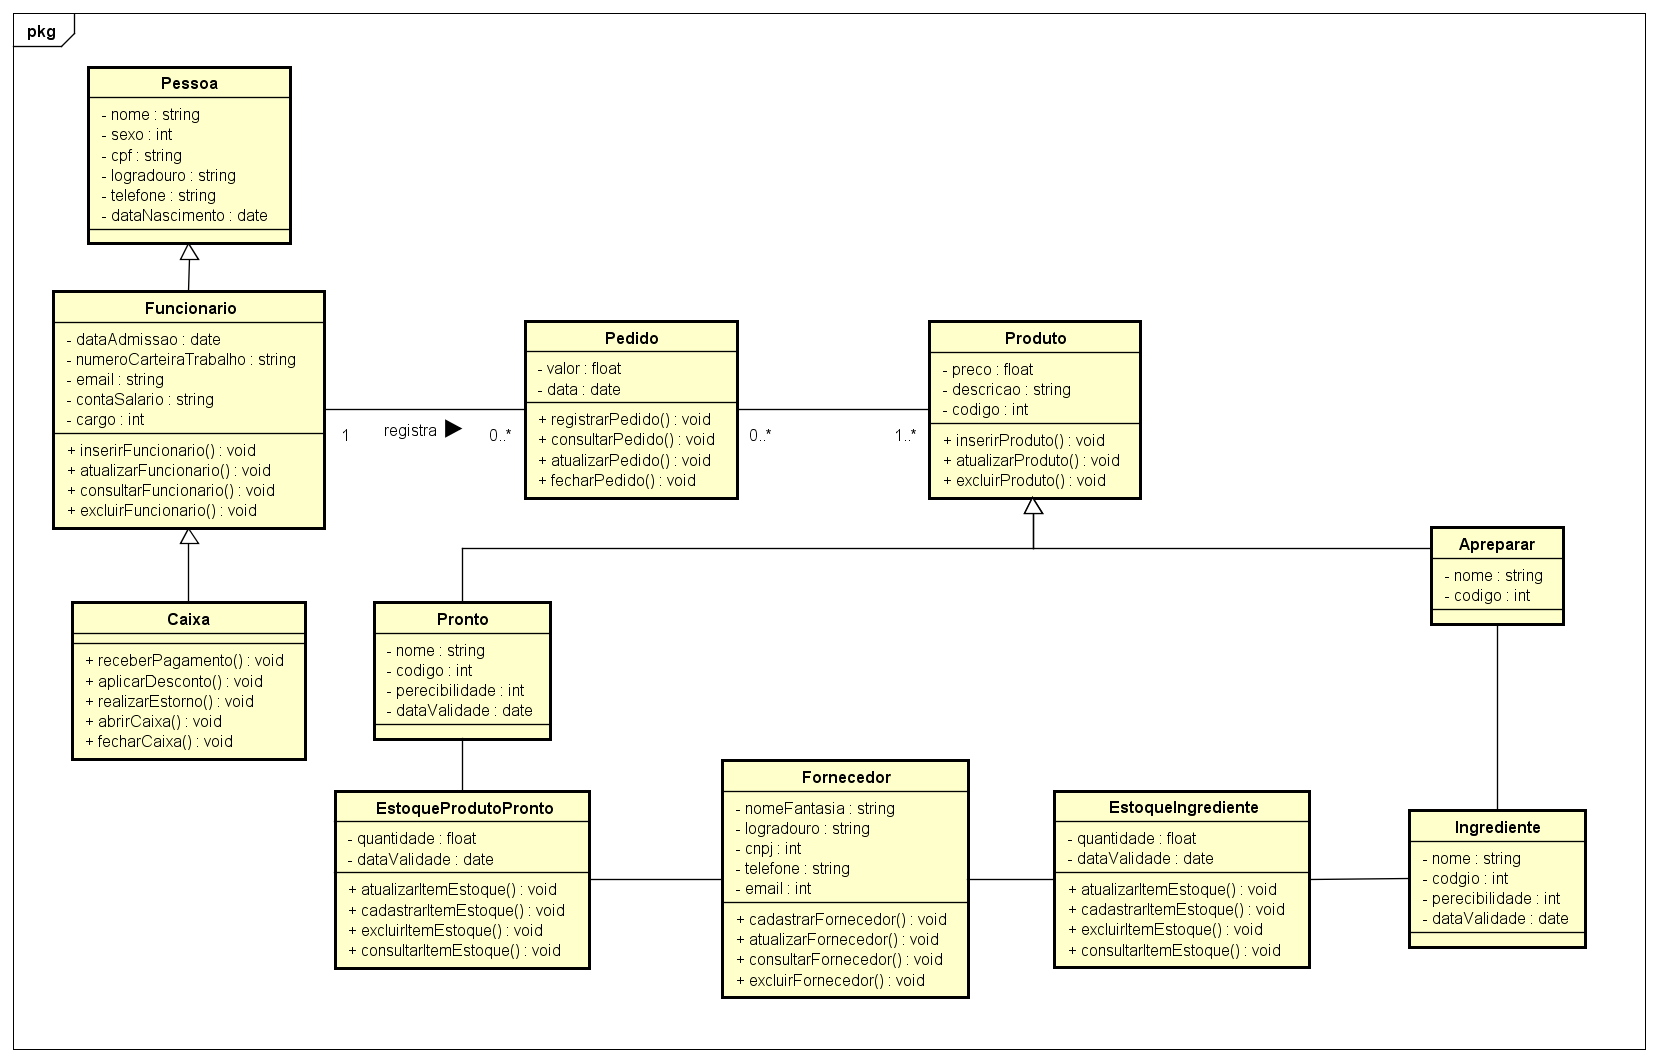 pkg
Pessoa
- nome : string
- sexo : int
- cpf : string
- logradouro : string
- telefone : string
- dataNascimento : date
Funcionario
- dataAdmissao : date
- numeroCarteiraTrabalho : string
- email : string
- contaSalario : string
- cargo : int
+ inserirFuncionario() : void
+ atualizarFuncionario() : void
+ consultarFuncionario() : void
+ excluirFuncionario() : void
1
registra
0..*
Pedido
- valor : float
- data : date
+ registrarPedido() : void
+ consultarPedido() : void
+ atualizarPedido() : void
+ fecharPedido() : void
0..*
1..*
Produto
- preco : float
- descricao : string
- codigo : int
+ inserirProduto() : void
+ atualizarProduto() : void
+ excluirProduto() : void
Apreparar
- nome : string
- codigo : int
Caixa
+ receberPagamento() : void
+ aplicarDesconto() : void
+ realizarEstorno() : void
+ abrirCaixa() : void
+ fecharCaixa() : void
Pronto
- nome : string
- codigo : int
- perecibilidade : int
- dataValidade : date
EstoqueProdutoPronto
- quantidade : float
- dataValidade : date
+ atualizarItemEstoque() : void
+ cadastrarItemEstoque() : void
+ excluirItemEstoque() : void
+ consultarItemEstoque() : void
Fornecedor
- nomeFantasia : string
- logradouro : string
- cnpj : int
- telefone : string
- email : int
+ cadastrarFornecedor() : void
+ atualizarFornecedor() : void
+ consultarFornecedor() : void
+ excluirFornecedor() : void
EstoqueIngrediente
- quantidade : float
- dataValidade : date
+ atualizarItemEstoque() : void
+ cadastrarItemEstoque() : void
+ excluirItemEstoque() : void
+ consultarItemEstoque() : void
Ingrediente
- nome : string
- codgio : int
- perecibilidade : int
- dataValidade : date